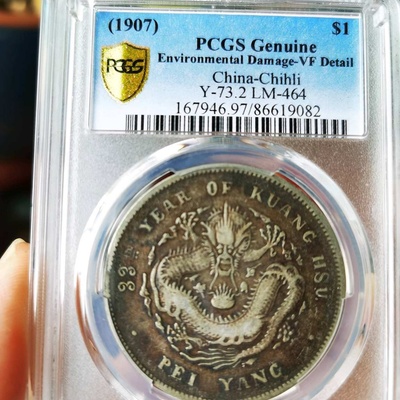 (1907) $1
PCGS Genuine
Environmental Damage-VF Detail
China-Chihli
Y-73.2 LM-464
167946.97/86619082
PCGS
33RD YEAR OF KUANG HSU
PEI YANG